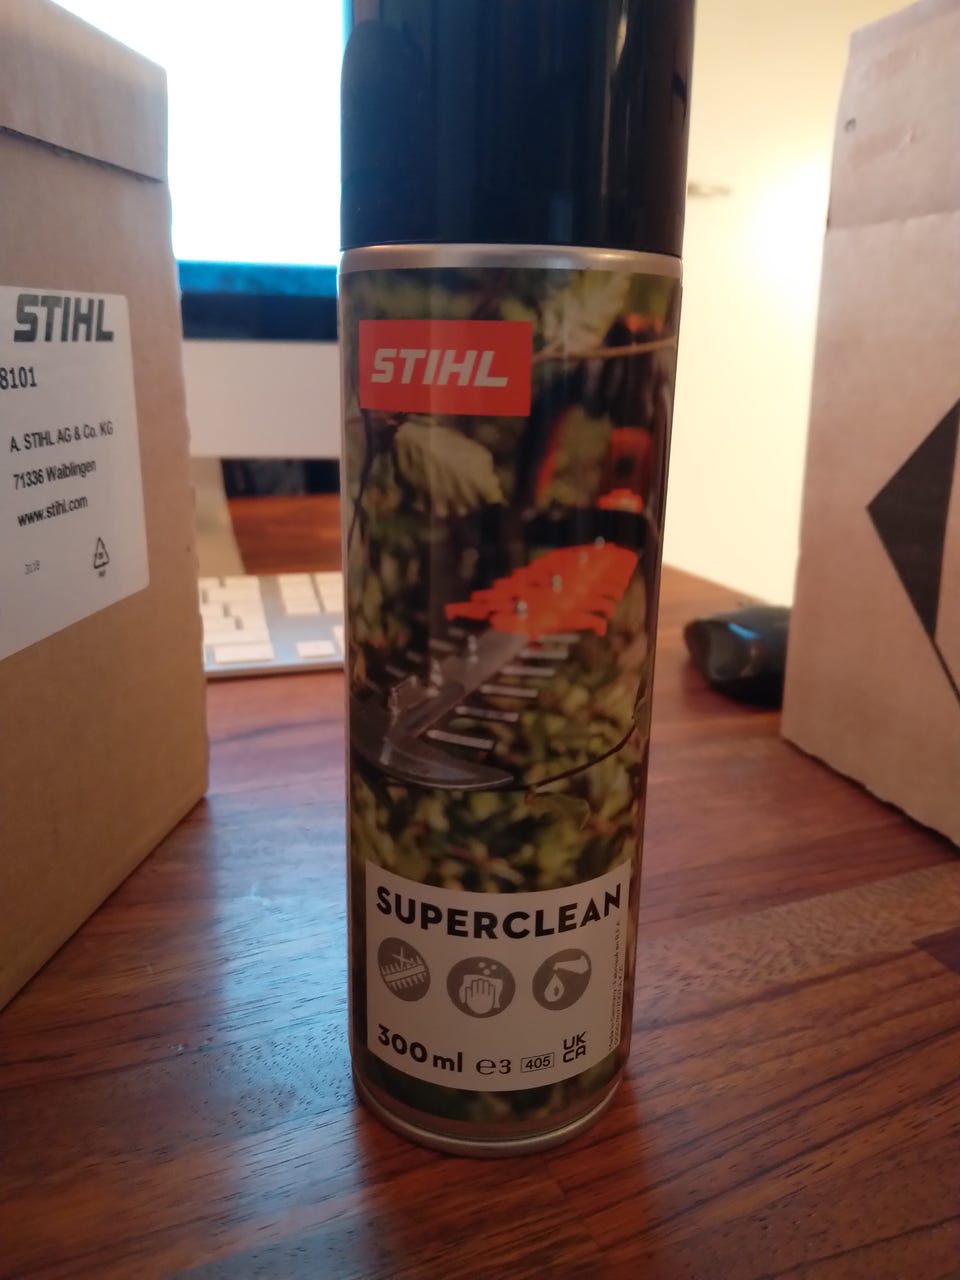 STIHL
8101
A. STIHL AG & Co. KG
71336 Waiblingen
www.stihl.com
3118
STIHL
SUPERCLEAN
300 ml ℮3 405 UK
CA